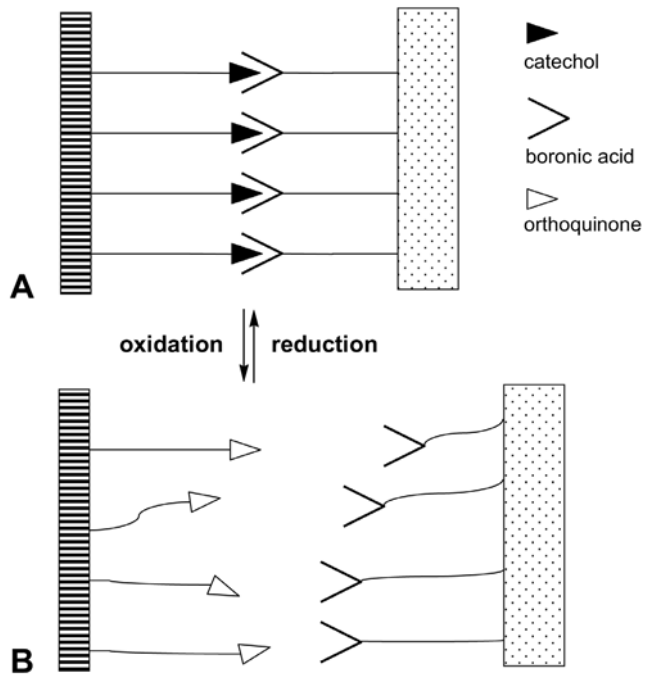 catechol
boronic acid
orthoquinone
A
oxidation reduction
B